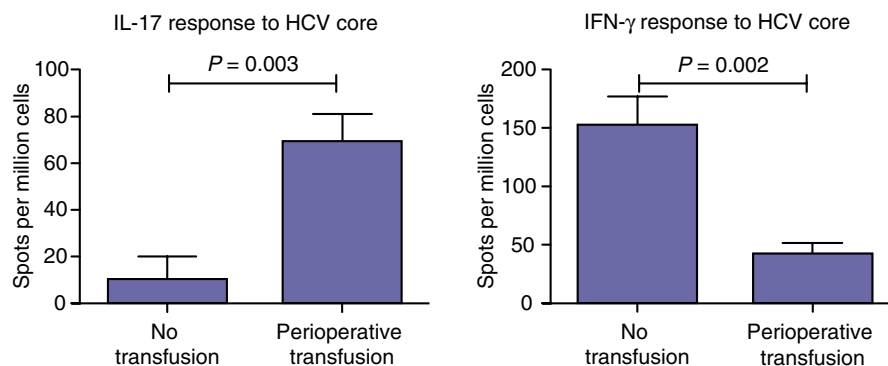 IL-17 response to HCV core
P = 0.003
Spots per million cells
100
80
60
40
20
0
No
transfusion
Perioperative
transfusion
IFN-γ response to HCV core
P = 0.002
Spots per million cells
200
150
100
50
0
No
transfusion
Perioperative
transfusion